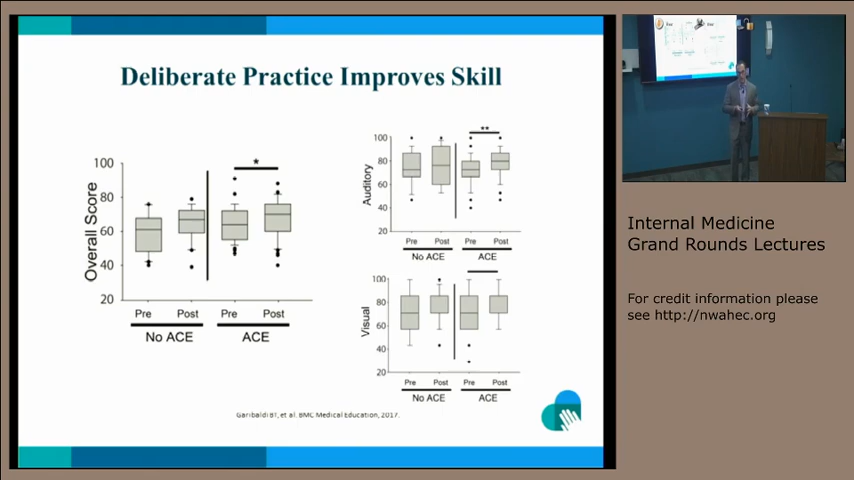 Deliberate Practice Improves Skill
Overall Score
100
80
60
40
20
Pre
Post
Pre
Post
No ACE
ACE
*
Auditory
100
80
60
40
20
Pre
Post
Pre
Post
No ACE
ACE
**
Visual
100
80
60
40
20
Pre
Post
Pre
Post
No ACE
ACE
Garibaldi BT, et al. BMC Medical Education, 2017.
Internal Medicine
Grand Rounds Lectures
For credit information please
see http://nwahec.org